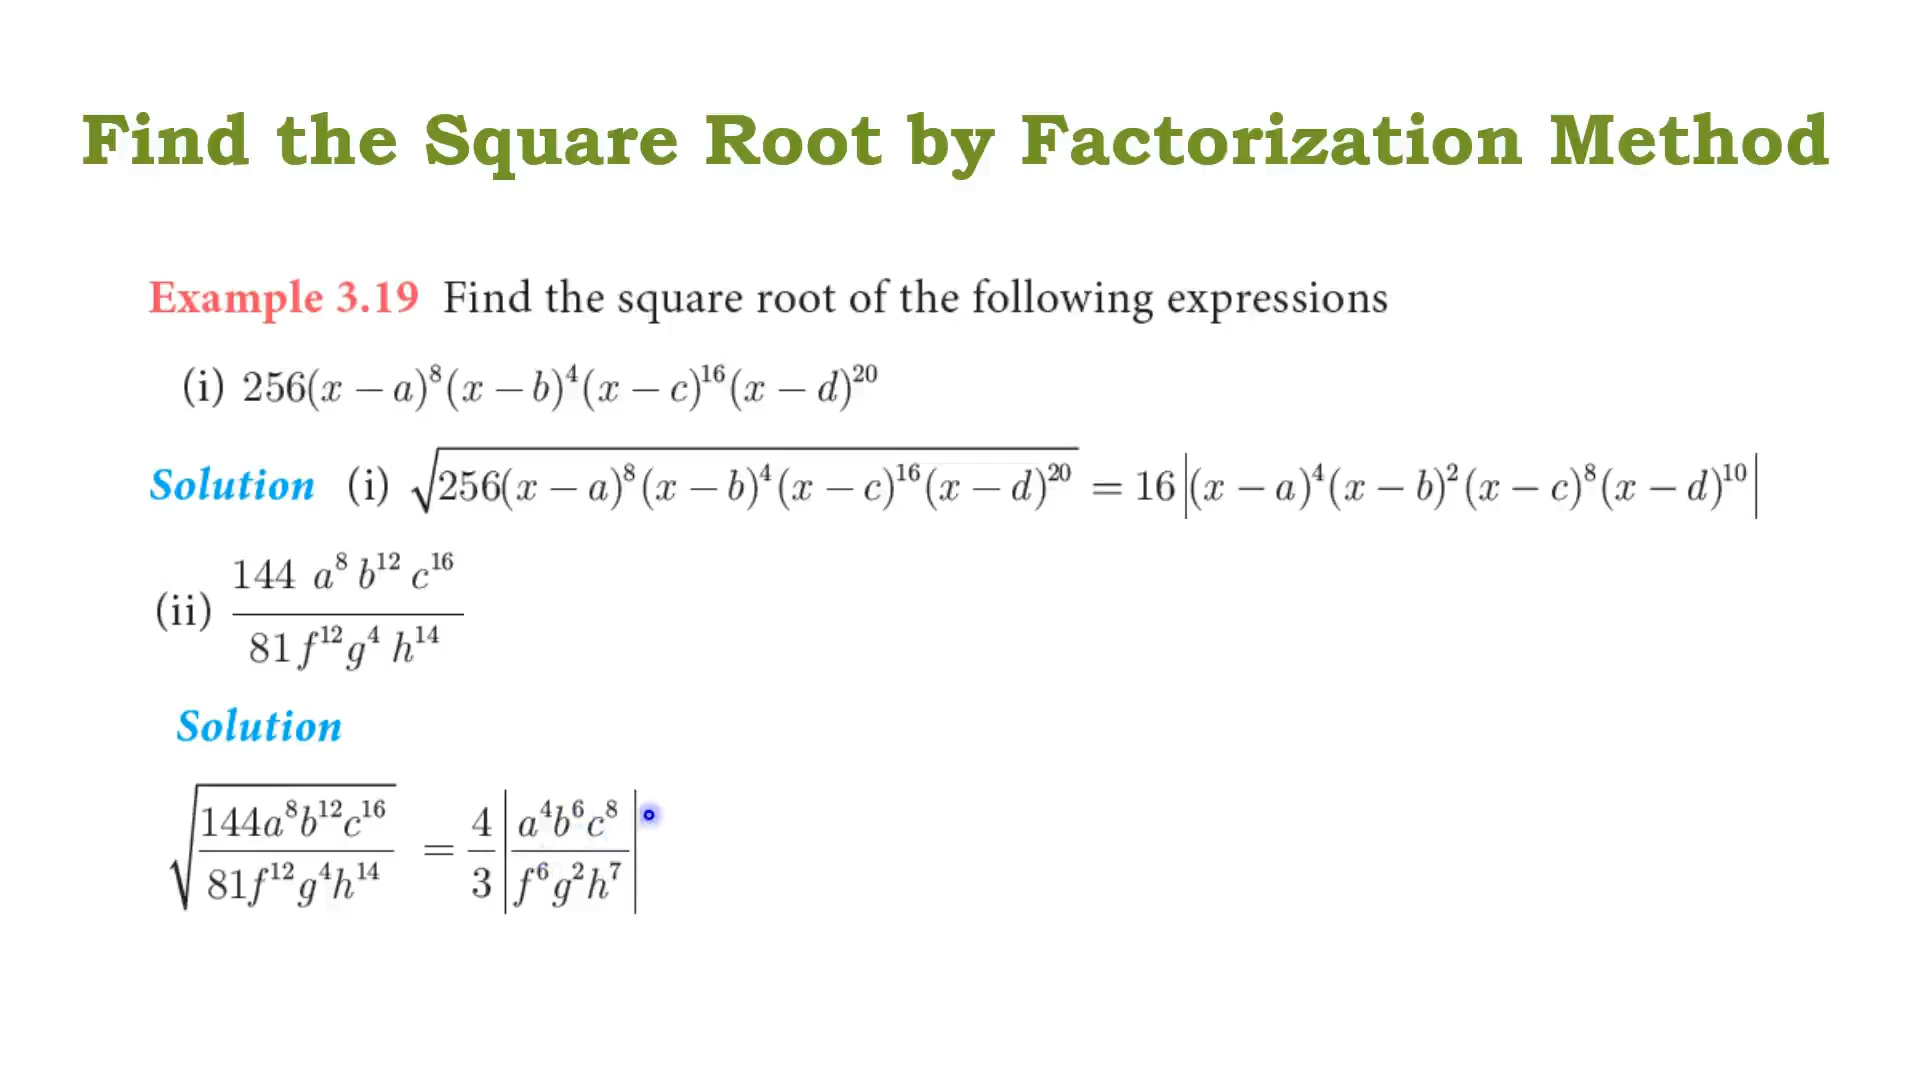 Find the Square Root by Factorization Method
Example 3.19 Find the square root of the following expressions
(i) 256(x − a)⁸(x − b)⁴(x − c)¹⁶(x − d)²⁰
Solution (i) √256(x − a)⁸(x − b)⁴(x − c)¹⁶(x − d)²⁰ = 16|(x − a)⁴(x − b)²(x − c)⁸(x − d)¹⁰|
(ii) 144 a⁸ b¹² c¹⁶ / 81 f¹² g⁴ h¹⁴
Solution
√(144a⁸b¹²c¹⁶ / 81f¹²g⁴h¹⁴) = 4/3 |a⁴b⁶c⁸ / f⁶g²h⁷|